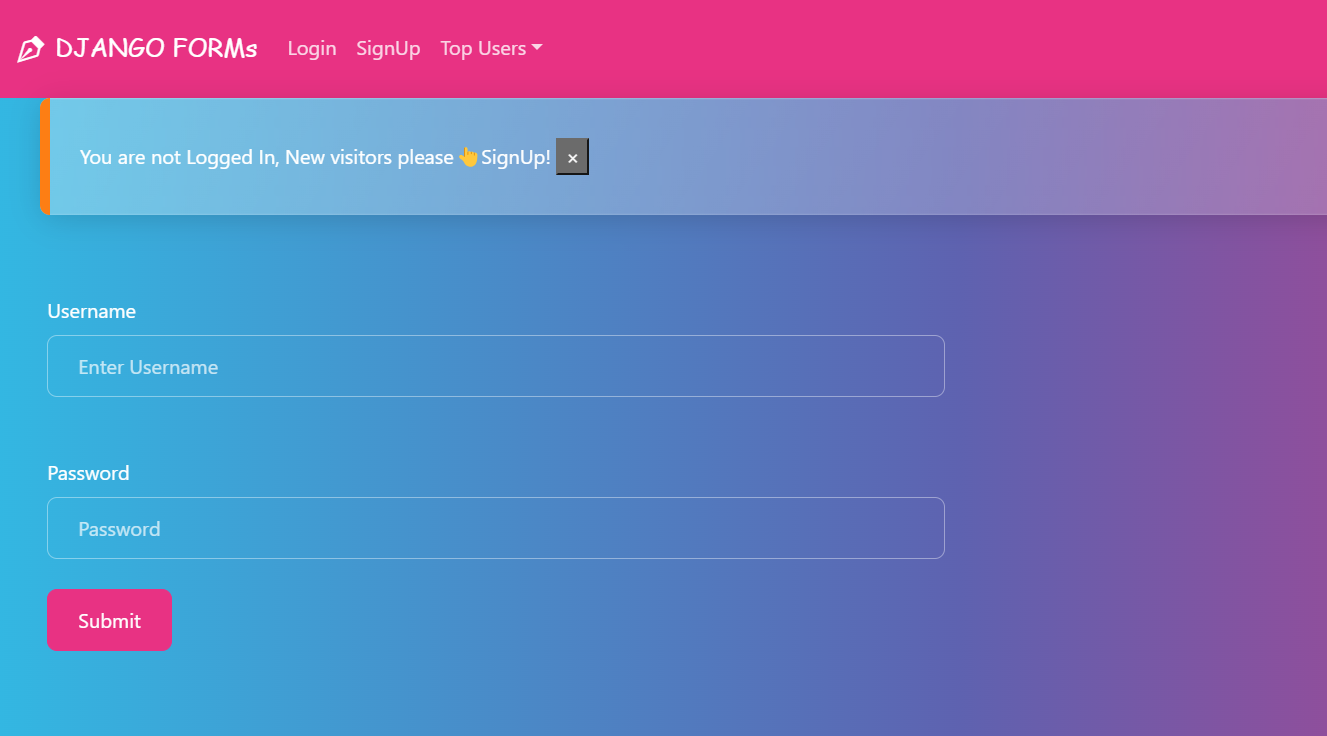 DJANGO FORMs Login SignUp Top Users
You are not Logged In, New visitors please 👆SignUp! ×
Username
Enter Username
Password
Password
Submit